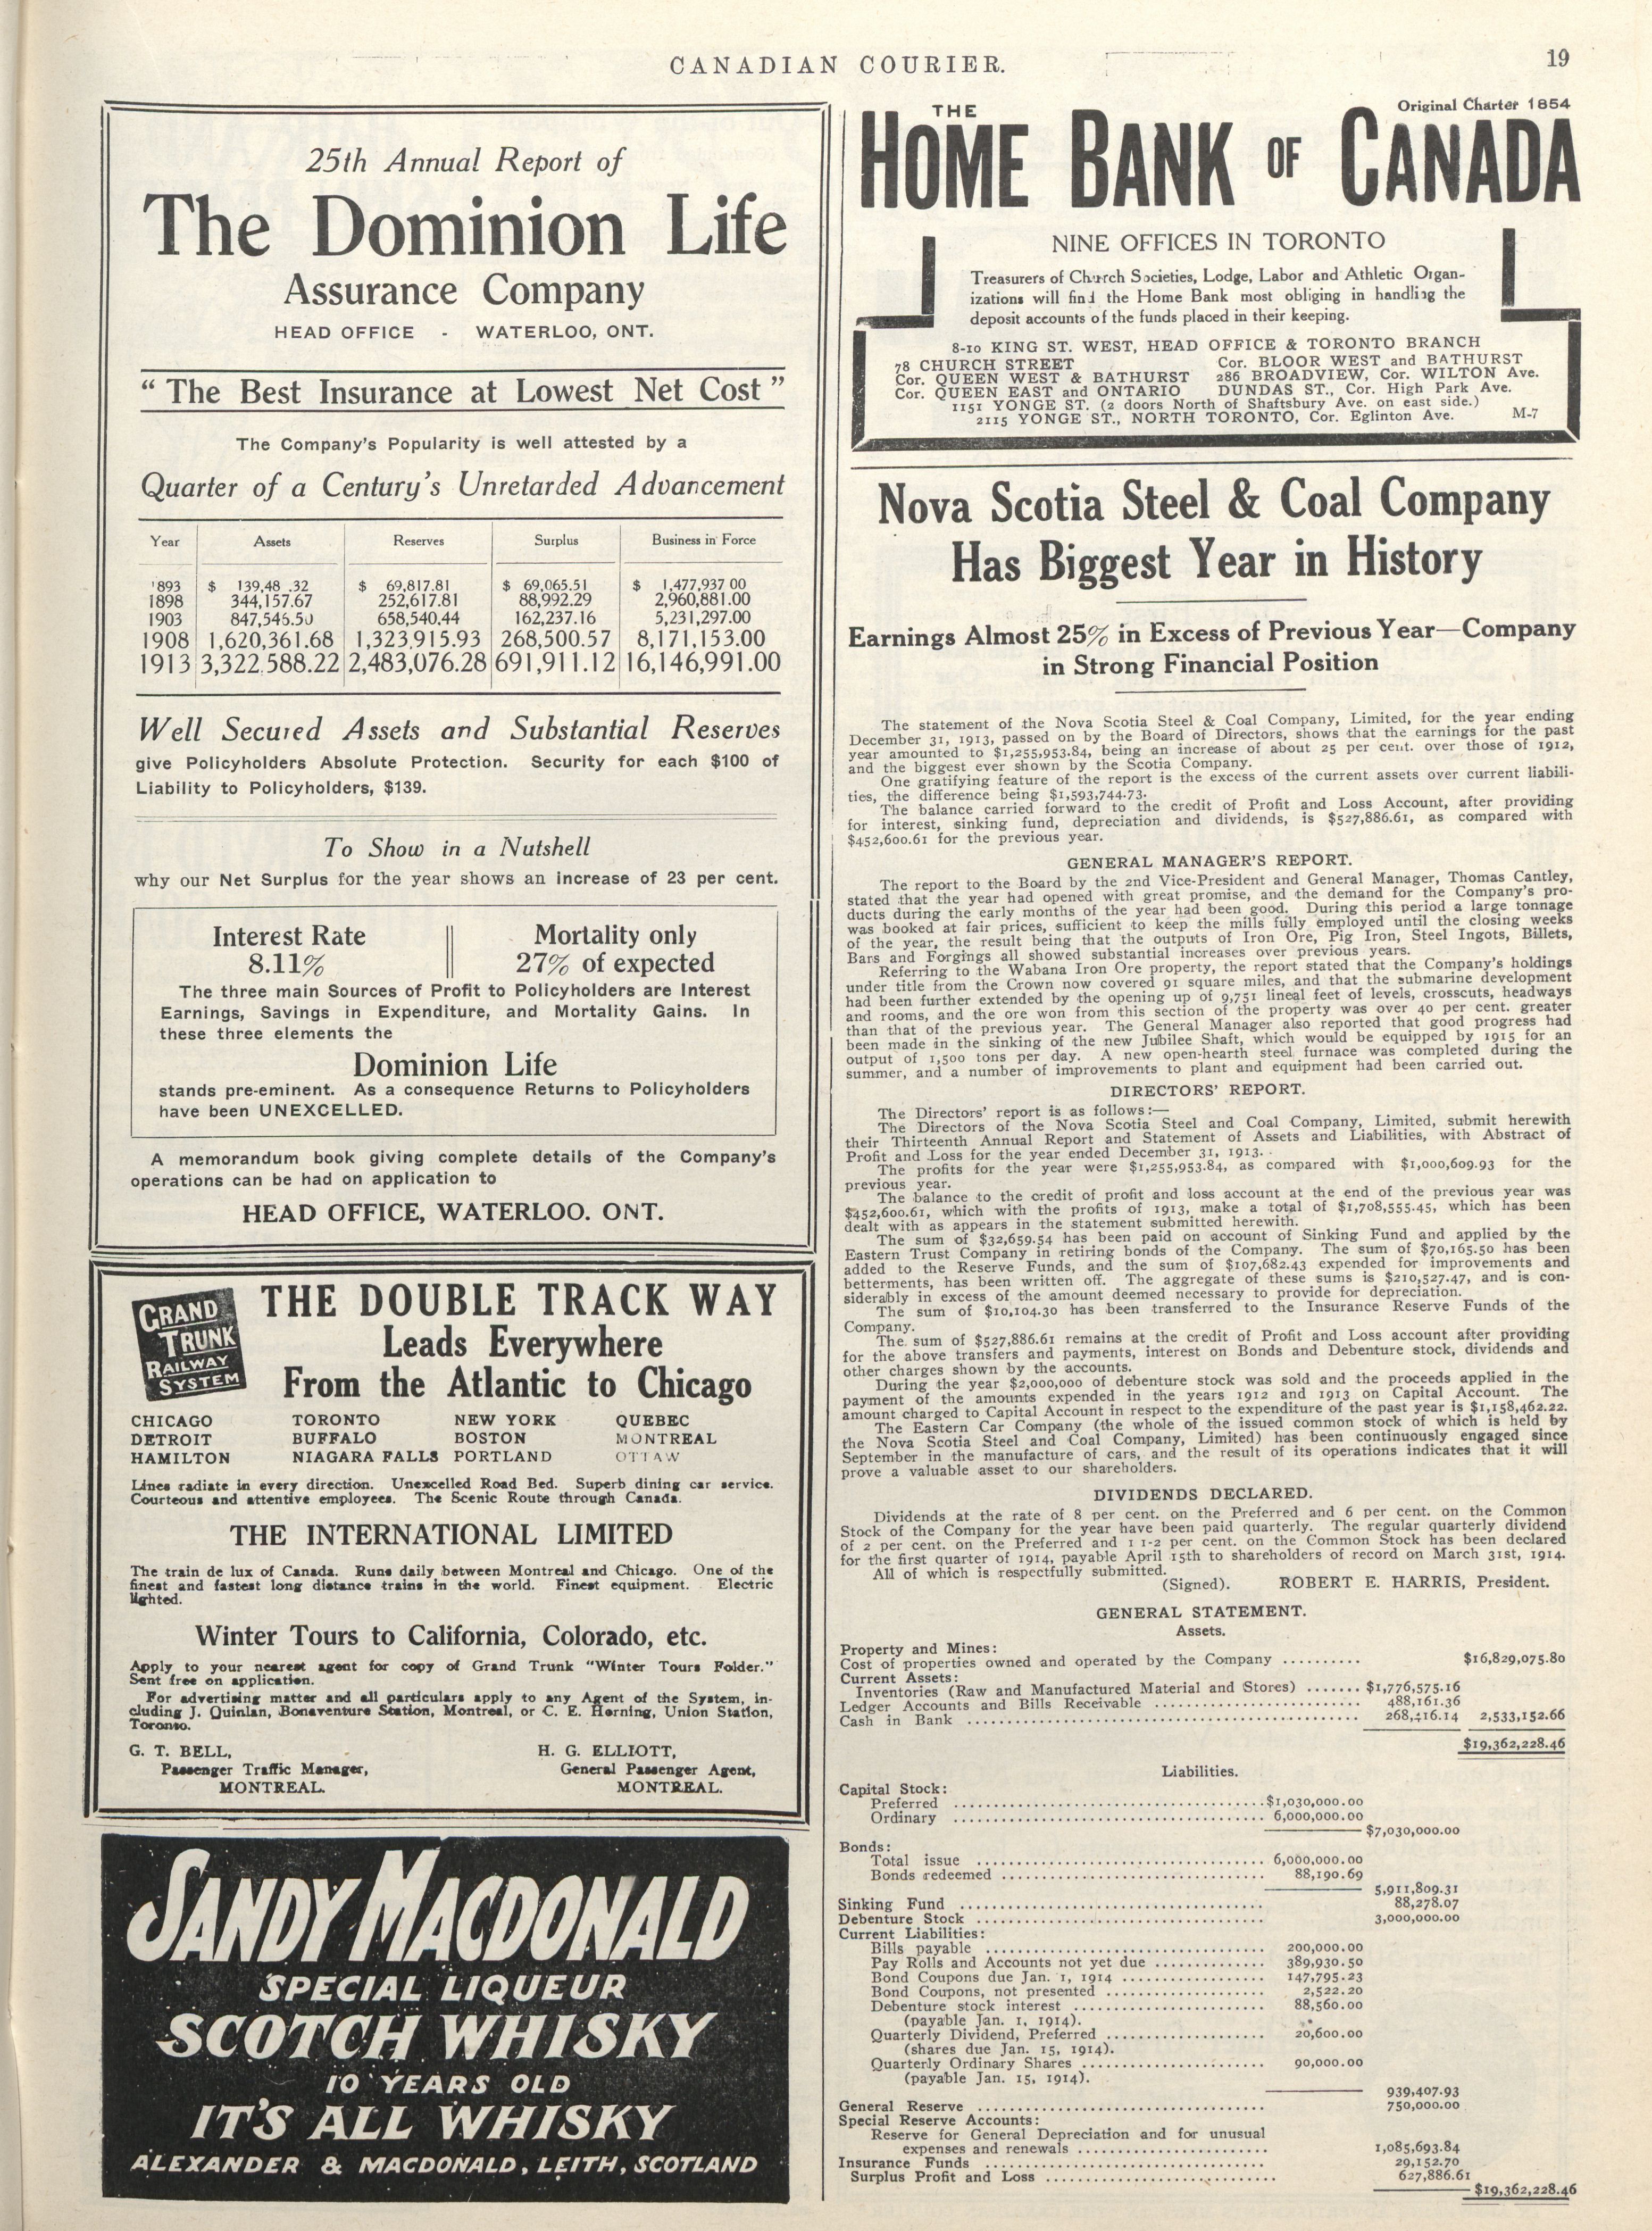 CANADIAN COURIER.
19
25th Annual Report of
The Dominion Life
Assurance Company
HEAD OFFICE - WATERLOO, ONT.
“ The Best Insurance at Lowest Net Cost ”
The Company’s Popularity is well attested by a
Quarter of a Century’s Unretarded Advancement
Year Assets Reserves Surplus Business in Force
1893 $ 139,48 .32 $ 69,817.81 $ 69,065.51 $ 1,477,937 00
1898 344,157.67 252,617.81 88,992.29 2,960,881.00
1903 847,546.50 658,540.44 162,237.16 5,231,297.00
1908 1,620,361.68 1,323,915.93 268,500.57 8,171,153.00
1913 3,322,588.22 2,483,076.28 691,911.12 16,146,991.00
Well Secured Assets and Substantial Reserves
give Policyholders Absolute Protection. Security for each $100 of
Liability to Policyholders, $139.
To Show in a Nutshell
why our Net Surplus for the year shows an increase of 23 per cent.
Interest Rate
8.11%
Mortality only
27% of expected
The three main Sources of Profit to Policyholders are Interest
Earnings, Savings in Expenditure, and Mortality Gains. In
these three elements the
Dominion Life
stands pre-eminent. As a consequence Returns to Policyholders
have been UNEXCELLED.
A memorandum book giving complete details of the Company’s
operations can be had on application to
HEAD OFFICE, WATERLOO. ONT.
GRAND
TRUNK
RAILWAY
SYSTEM
THE DOUBLE TRACK WAY
Leads Everywhere
From the Atlantic to Chicago
CHICAGO TORONTO NEW YORK QUEBEC
DETROIT BUFFALO BOSTON MONTREAL
HAMILTON NIAGARA FALLS PORTLAND OTTAW
Lines radiate in every direction. Unexcelled Road Bed. Superb dining car service.
Courteous and attentive employees. The Scenic Route through Canada.
THE INTERNATIONAL LIMITED
The train de lux of Canada. Runs daily between Montreal and Chicago. One of the
finest and fastest long distance trains in the world. Finest equipment. Electric
lighted.
Winter Tours to California, Colorado, etc.
Apply to your nearest agent for copy of Grand Trunk “Winter Tours Folder.”
Sent free on application.
For advertising matter and all particulars apply to any Agent of the System, in-
cluding J. Quinlan, Bonaventure Station, Montreal, or C. E. Horning, Union Station,
Toronto.
G. T. BELL,
Passenger Traffic Manager,
MONTREAL.
H. G. ELLIOTT,
General Passenger Agent,
MONTREAL.
SANDY MACDONALD
SPECIAL LIQUEUR
SCOTCH WHISKY
10 YEARS OLD
IT’S ALL WHISKY
ALEXANDER & MACDONALD, LEITH, SCOTLAND
Original Charter 1854
THE
HOME BANK OF CANADA
NINE OFFICES IN TORONTO
Treasurers of Church Societies, Lodge, Labor and Athletic Organ-
izations will find the Home Bank most obliging in handling the
deposit accounts of the funds placed in their keeping.
8-10 KING ST. WEST, HEAD OFFICE & TORONTO BRANCH
78 CHURCH STREET Cor. BLOOR WEST and BATHURST
Cor. QUEEN WEST & BATHURST 286 BROADVIEW, Cor. WILTON Ave.
Cor. QUEEN EAST and ONTARIO DUNDAS ST., Cor. High Park Ave.
1151 YONGE ST. (2 doors North of Shaftsbury Ave. on east side.)
2115 YONGE ST., NORTH TORONTO, Cor. Eglinton Ave. M-7
Nova Scotia Steel & Coal Company
Has Biggest Year in History
Earnings Almost 25% in Excess of Previous Year—Company
in Strong Financial Position
The statement of the Nova Scotia Steel & Coal Company, Limited, for the year ending
December 31, 1913, passed on by the Board of Directors, shows that the earnings for the past
year amounted to $1,255,953.84, being an increase of about 25 per cent. over those of 1912,
and the biggest ever shown by the Scotia Company.
One gratifying feature of the report is the excess of the current assets over current liabili-
ties, the difference being $1,593,744.73.
The balance carried forward to the credit of Profit and Loss Account, after providing
for interest, sinking fund, depreciation and dividends, is $527,886.61, as compared with
$452,600.61 for the previous year.
GENERAL MANAGER’S REPORT.
The report to the Board by the 2nd Vice-President and General Manager, Thomas Cantley,
stated that the year had opened with great promise, and the demand for the Company’s pro-
ducts during the early months of the year had been good. During this period a large tonnage
was booked at fair prices, sufficient to keep the mills fully employed until the closing weeks
of the year, the result being that the outputs of Iron Ore, Pig Iron, Steel Ingots, Billets,
Bars and Forgings all showed substantial increases over previous years.
Referring to the Wabana Iron Ore property, the report stated that the Company’s holdings
under title from the Crown now covered 91 square miles, and that the submarine development
had been further extended by the opening up of 9,751 lineal feet of levels, crosscuts, headways
and rooms, and the ore won from this section of the property was over 40 per cent. greater
than that of the previous year. The General Manager also reported that good progress had
been made in the sinking of the new Jubilee Shaft, which would be equipped by 1915 for an
output of 1,500 tons per day. A new open-hearth steel furnace was completed during the
summer, and a number of improvements to plant and equipment had been carried out.
DIRECTORS’ REPORT.
The Directors’ report is as follows:—
The Directors of the Nova Scotia Steel and Coal Company, Limited, submit herewith
their Thirteenth Annual Report and Statement of Assets and Liabilities, with Abstract of
Profit and Loss for the year ended December 31, 1913.
The profits for the year were $1,255,953.84, as compared with $1,000,609.93 for the
previous year.
The balance to the credit of profit and loss account at the end of the previous year was
$452,600.61, which with the profits of 1913, make a total of $1,708,555.45, which has been
dealt with as appears in the statement submitted herewith.
The sum of $32,659.54 has been paid on account of Sinking Fund and applied by the
Eastern Trust Company in retiring bonds of the Company. The sum of $70,165.50 has been
added to the Reserve Funds, and the sum of $107,682.43 expended for improvements and
betterments, has been written off. The aggregate of these sums is $210,527.47, and is con-
siderably in excess of the amount deemed necessary to provide for depreciation.
The sum of $10,104.30 has been transferred to the Insurance Reserve Funds of the
Company.
The sum of $527,886.61 remains at the credit of Profit and Loss account after providing
for the above transfers and payments, interest on Bonds and Debenture stock, dividends and
other charges shown by the accounts.
During the year $2,000,000 of debenture stock was sold and the proceeds applied in the
payment of the amounts expended in the years 1912 and 1913 on Capital Account. The
amount charged to Capital Account in respect to the expenditure of the past year is $1,158,462.22.
The Eastern Car Company (the whole of the issued common stock of which is held by
the Nova Scotia Steel and Coal Company, Limited) has been continuously engaged since
September in the manufacture of cars, and the result of its operations indicates that it will
prove a valuable asset to our shareholders.
DIVIDENDS DECLARED.
Dividends at the rate of 8 per cent. on the Preferred and 6 per cent. on the Common
Stock of the Company for the year have been paid quarterly. The regular quarterly dividend
of 2 per cent. on the Preferred and 1 1-2 per cent. on the Common Stock has been declared
for the first quarter of 1914, payable April 15th to shareholders of record on March 31st, 1914.
All of which is respectfully submitted.
(Signed). ROBERT E. HARRIS, President.
GENERAL STATEMENT.
Assets.
Property and Mines:
Cost of properties owned and operated by the Company .......... $16,829,075.80
Current Assets:
Inventories (Raw and Manufactured Material and Stores) ....... $1,776,575.16
Ledger Accounts and Bills Receivable .......... 488,161.36
Cash in Bank .......... 268,416.14 2,533,152.66
$19,362,228.46
Liabilities.
Capital Stock:
Preferred .......... $1,030,000.00
Ordinary .......... 6,000,000.00
$7,030,000.00
Bonds:
Total issue .......... 6,000,000.00
Bonds redeemed .......... 88,190.69
5,911,809.31
Sinking Fund .......... 88,278.07
Debenture Stock .......... 3,000,000.00
Current Liabilities:
Bills payable .......... 200,000.00
Pay Rolls and Accounts not yet due .......... 389,930.50
Bond Coupons due Jan. 1, 1914 .......... 147,795.23
Bond Coupons, not presented .......... 2,522.20
Debenture stock interest .......... 88,560.00
(payable Jan. 1, 1914).
Quarterly Dividend, Preferred .......... 20,600.00
(shares due Jan. 15, 1914).
Quarterly Ordinary Shares .......... 90,000.00
(payable Jan. 15, 1914).
939,407.93
General Reserve .......... 750,000.00
Special Reserve Accounts:
Reserve for General Depreciation and for unusual
expenses and renewals .......... 1,085,693.84
Insurance Funds .......... 29,152.70
Surplus Profit and Loss .......... 627,886.61
$19,362,228.46